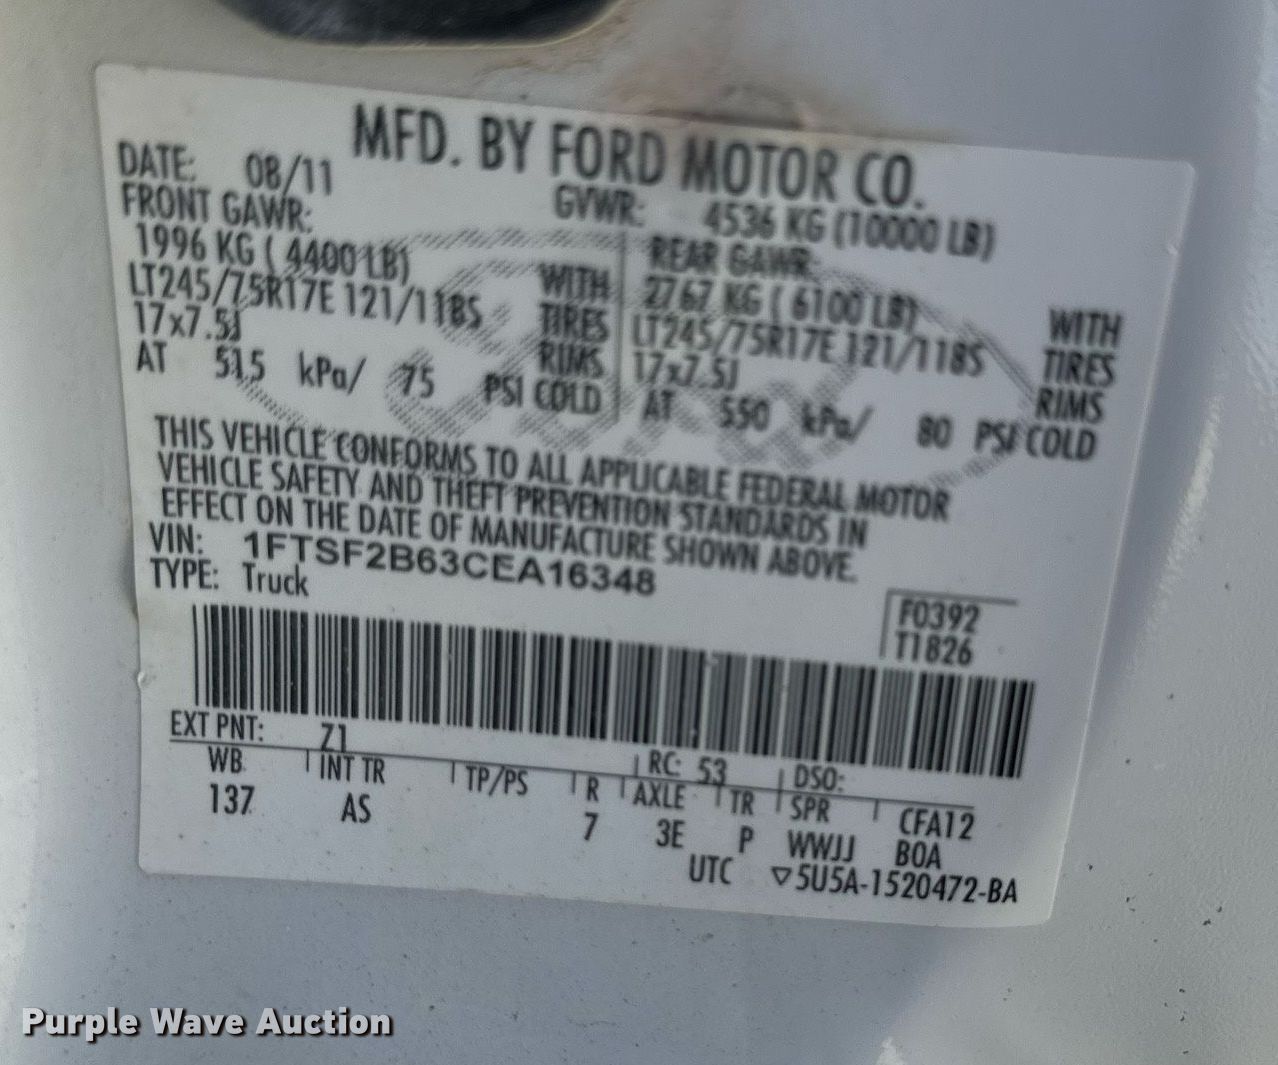 MFD. BY FORD MOTOR CO.
DATE: 08/11
GVWR: 4536 KG (10000 LB)
FRONT GAWR:
1996 KG ( 4400 LB) WITH
LT245/75R17E 121/118S TIRES
17x7.5J RIMS
AT 515 kPa/ 75 PSI COLD
REAR GAWR:
2767 KG ( 6100 LB) WITH
LT245/75R17E 121/118S TIRES
17x7.5J RIMS
AT 550 kPa/ 80 PSI COLD
THIS VEHICLE CONFORMS TO ALL APPLICABLE FEDERAL MOTOR
VEHICLE SAFETY AND THEFT PREVENTION STANDARDS IN
EFFECT ON THE DATE OF MANUFACTURE SHOWN ABOVE.
VIN: 1FTSF2B63CEA16348
TYPE: Truck
F0392
T1826
EXT PNT: Z1 RC: 53 DSO:
WB INT TR TP/PS R AXLE TR SPR CFA12
137 AS 7 3E P WWJJ B0A
UTC ▽5U5A-1520472-BA
Purple Wave Auction